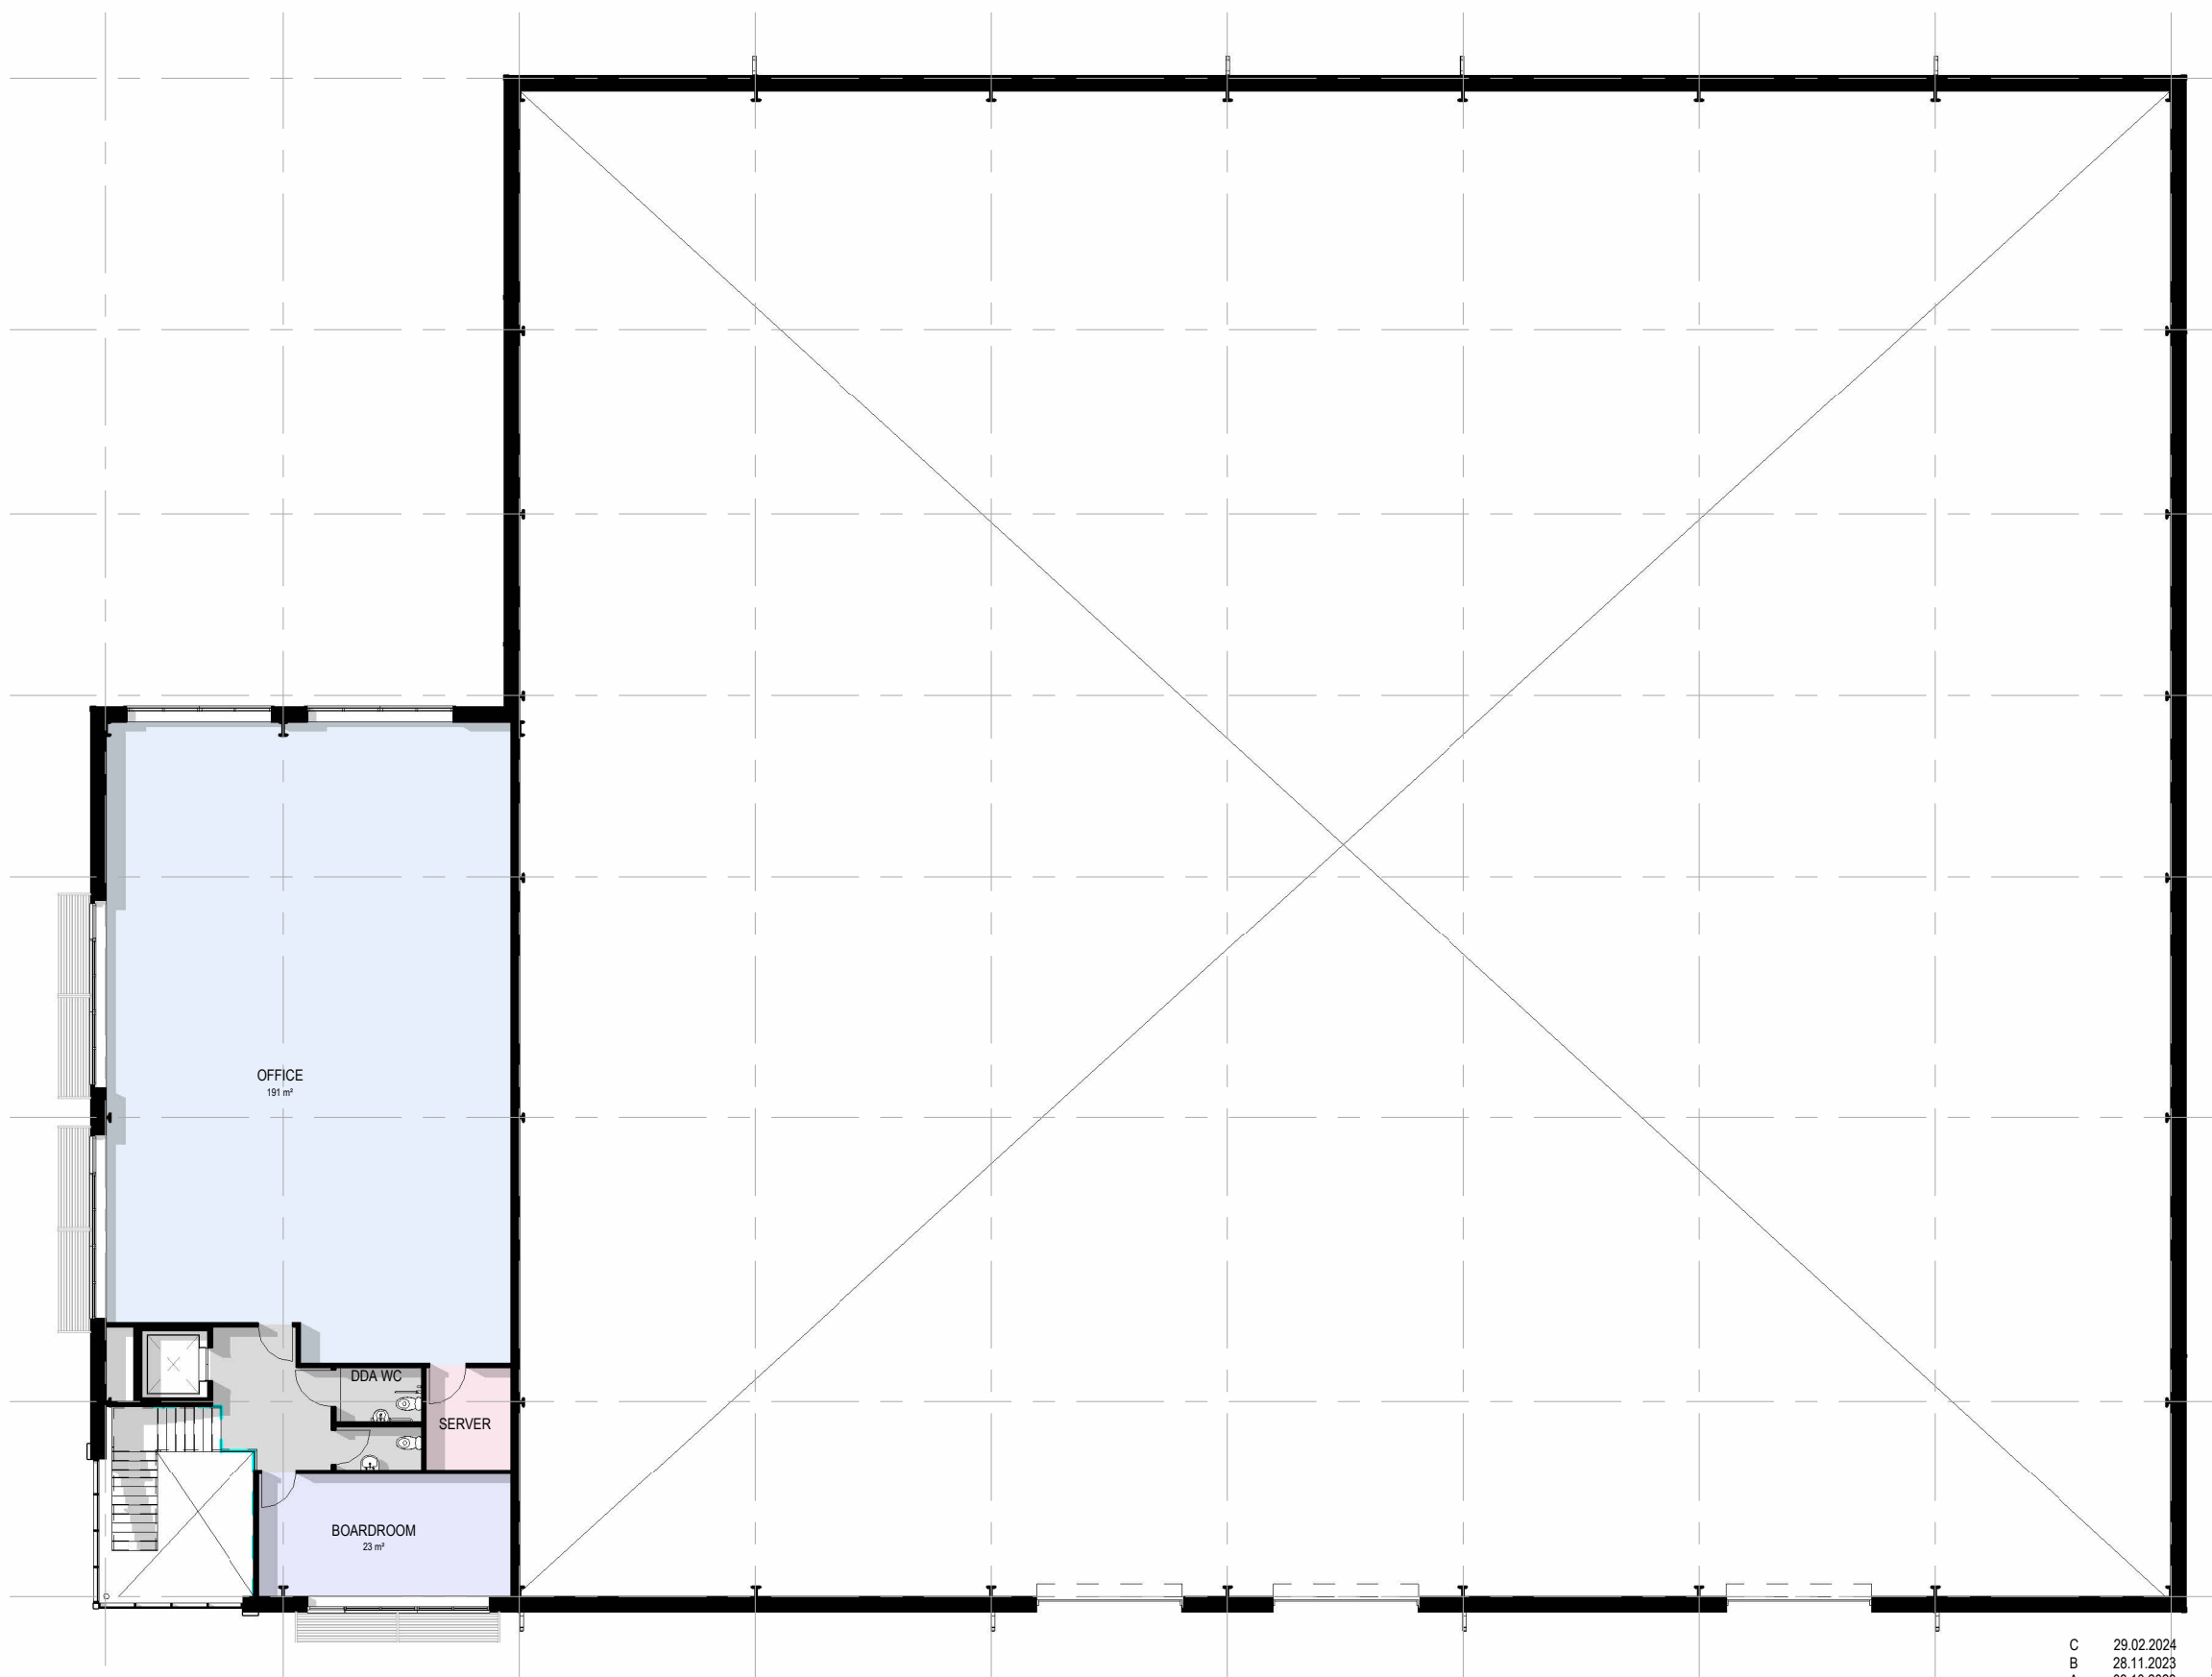 OFFICE
191 m²
DDA WC
SERVER
BOARDROOM
23 m²
C 29.02.2024
B 28.11.2023